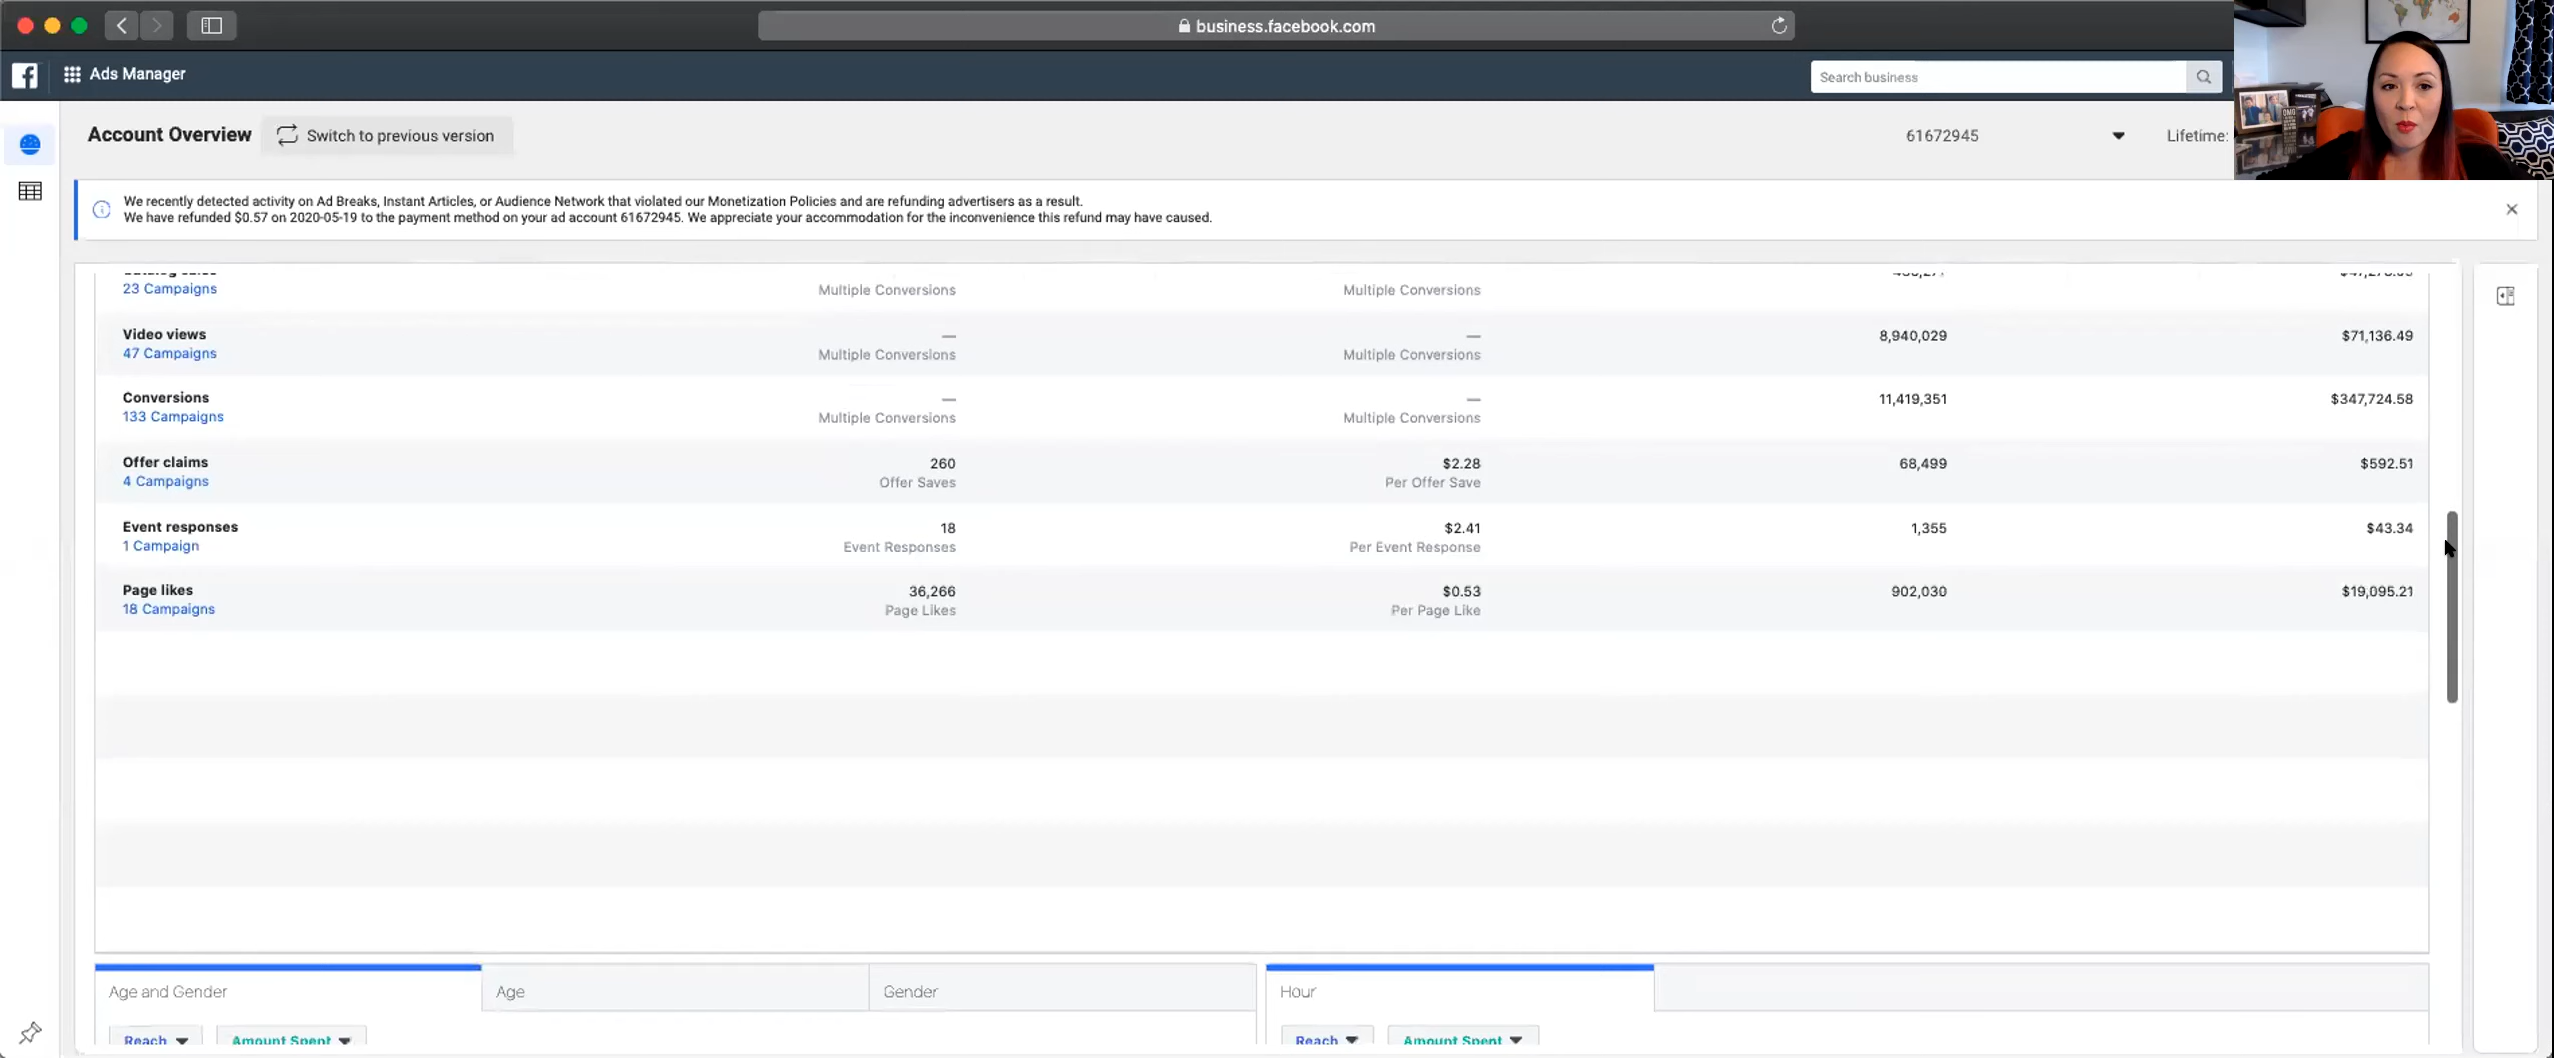 business.facebook.com
Ads Manager
Search business
Account Overview
Switch to previous version
61672945
Lifetime:
We recently detected activity on Ad Breaks, Instant Articles, or Audience Network that violated our Monetization Policies and are refunding advertisers as a result.
We have refunded $0.57 on 2020-05-19 to the payment method on your ad account 61672945. We appreciate your accommodation for the inconvenience this refund may have caused.
23 Campaigns
Multiple Conversions
Multiple Conversions
Video views
— — 8,940,029 $71,136.49
47 Campaigns
Multiple Conversions
Multiple Conversions
Conversions
— — 11,419,351 $347,724.58
133 Campaigns
Multiple Conversions
Multiple Conversions
Offer claims
260 $2.28 68,499 $592.51
4 Campaigns
Offer Saves
Per Offer Save
Event responses
18 $2.41 1,355 $43.34
1 Campaign
Event Responses
Per Event Response
Page likes
36,266 $0.53 902,030 $19,095.21
18 Campaigns
Page Likes
Per Page Like
Age and Gender
Age
Gender
Hour
Reach
Amount Spent
Reach
Amount Spent